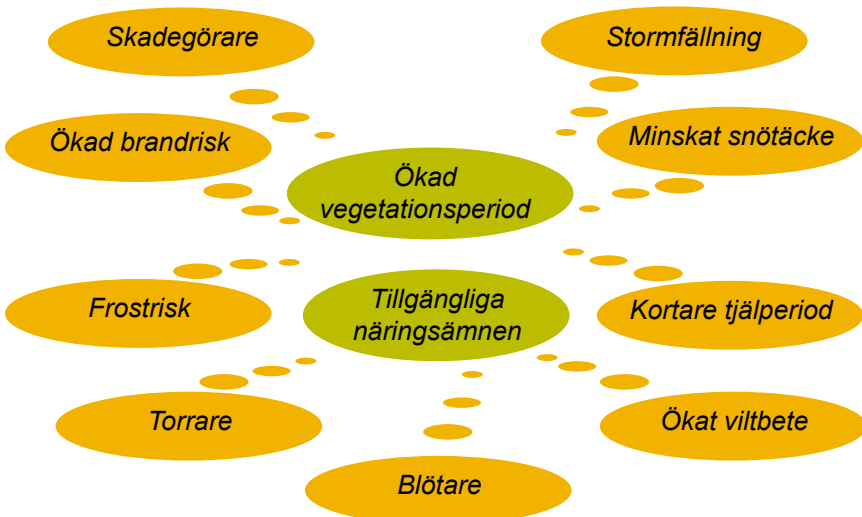 Skadegörare
Stormfällning
Ökad brandrisk
Minskat snötäcke
Ökad
vegetationsperiod
Frostrisk
Tillgängliga
näringsämnen
Kortare tjälperiod
Torrare
Ökat viltbete
Blötare